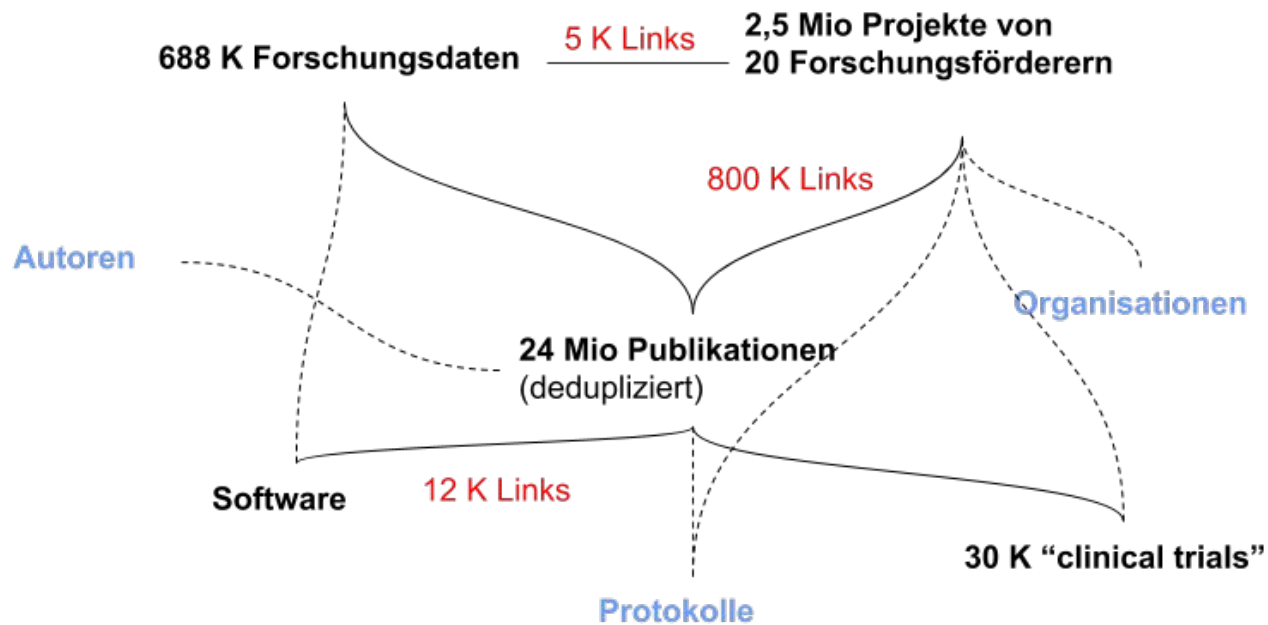 688 K Forschungsdaten
5 K Links
2,5 Mio Projekte von
20 Forschungsförderern
800 K Links
Autoren
Organisationen
24 Mio Publikationen
(dedupliziert)
Software
12 K Links
30 K “clinical trials”
Protokolle